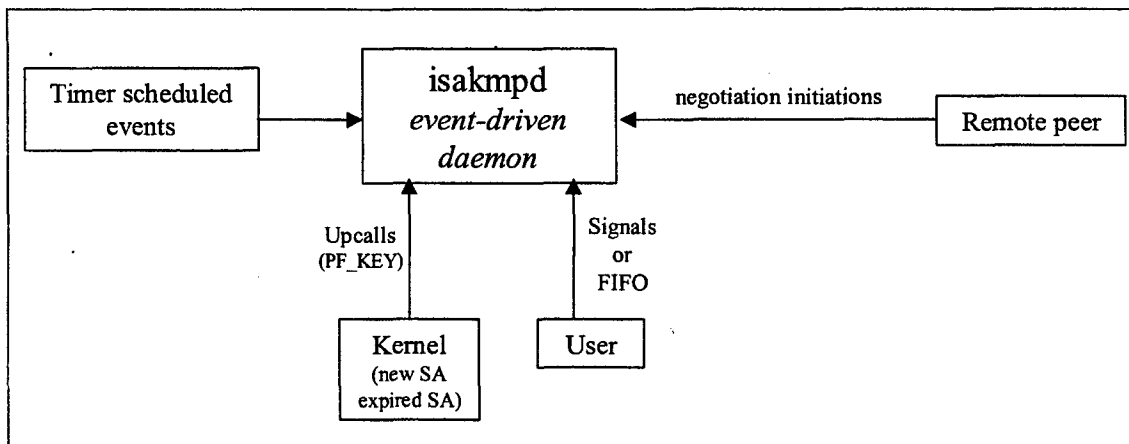 Timer scheduled
events
isakmpd
event-driven
daemon
negotiation initiations
Remote peer
Upcalls
(PF_KEY)
Signals
or
FIFO
Kernel
(new SA
expired SA)
User